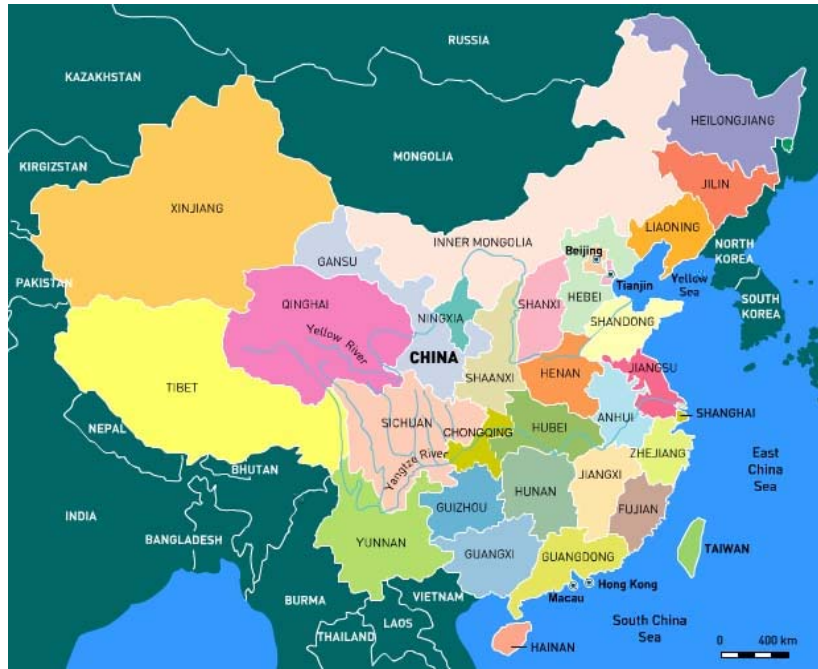 RUSSIA
KAZAKHSTAN
HEILONGJIANG
MONGOLIA
KIRGIZSTAN
JILIN
XINJIANG
LIAONING
INNER MONGOLIA
Beijing
NORTH
KOREA
GANSU
PAKISTAN
Tianjin
Yellow
Sea
QINGHAI
HEBEI
SHANXI
SOUTH
KOREA
NINGXIA
SHANDONG
Yellow River
CHINA
JIANGSU
HENAN
SHAANXI
TIBET
SHANGHAI
ANHUI
SICHUAN
HUBEI
CHONGQING
NEPAL
ZHEJIANG
East
China
Sea
Yangtze River
BHUTAN
JIANGXI
HUNAN
GUIZHOU
FUJIAN
INDIA
BANGLADESH
YUNNAN
TAIWAN
GUANGXI
GUANGDONG
Hong Kong
Macau
VIETNAM
BURMA
LAOS
South China
Sea
THAILAND
HAINAN
0 400 km